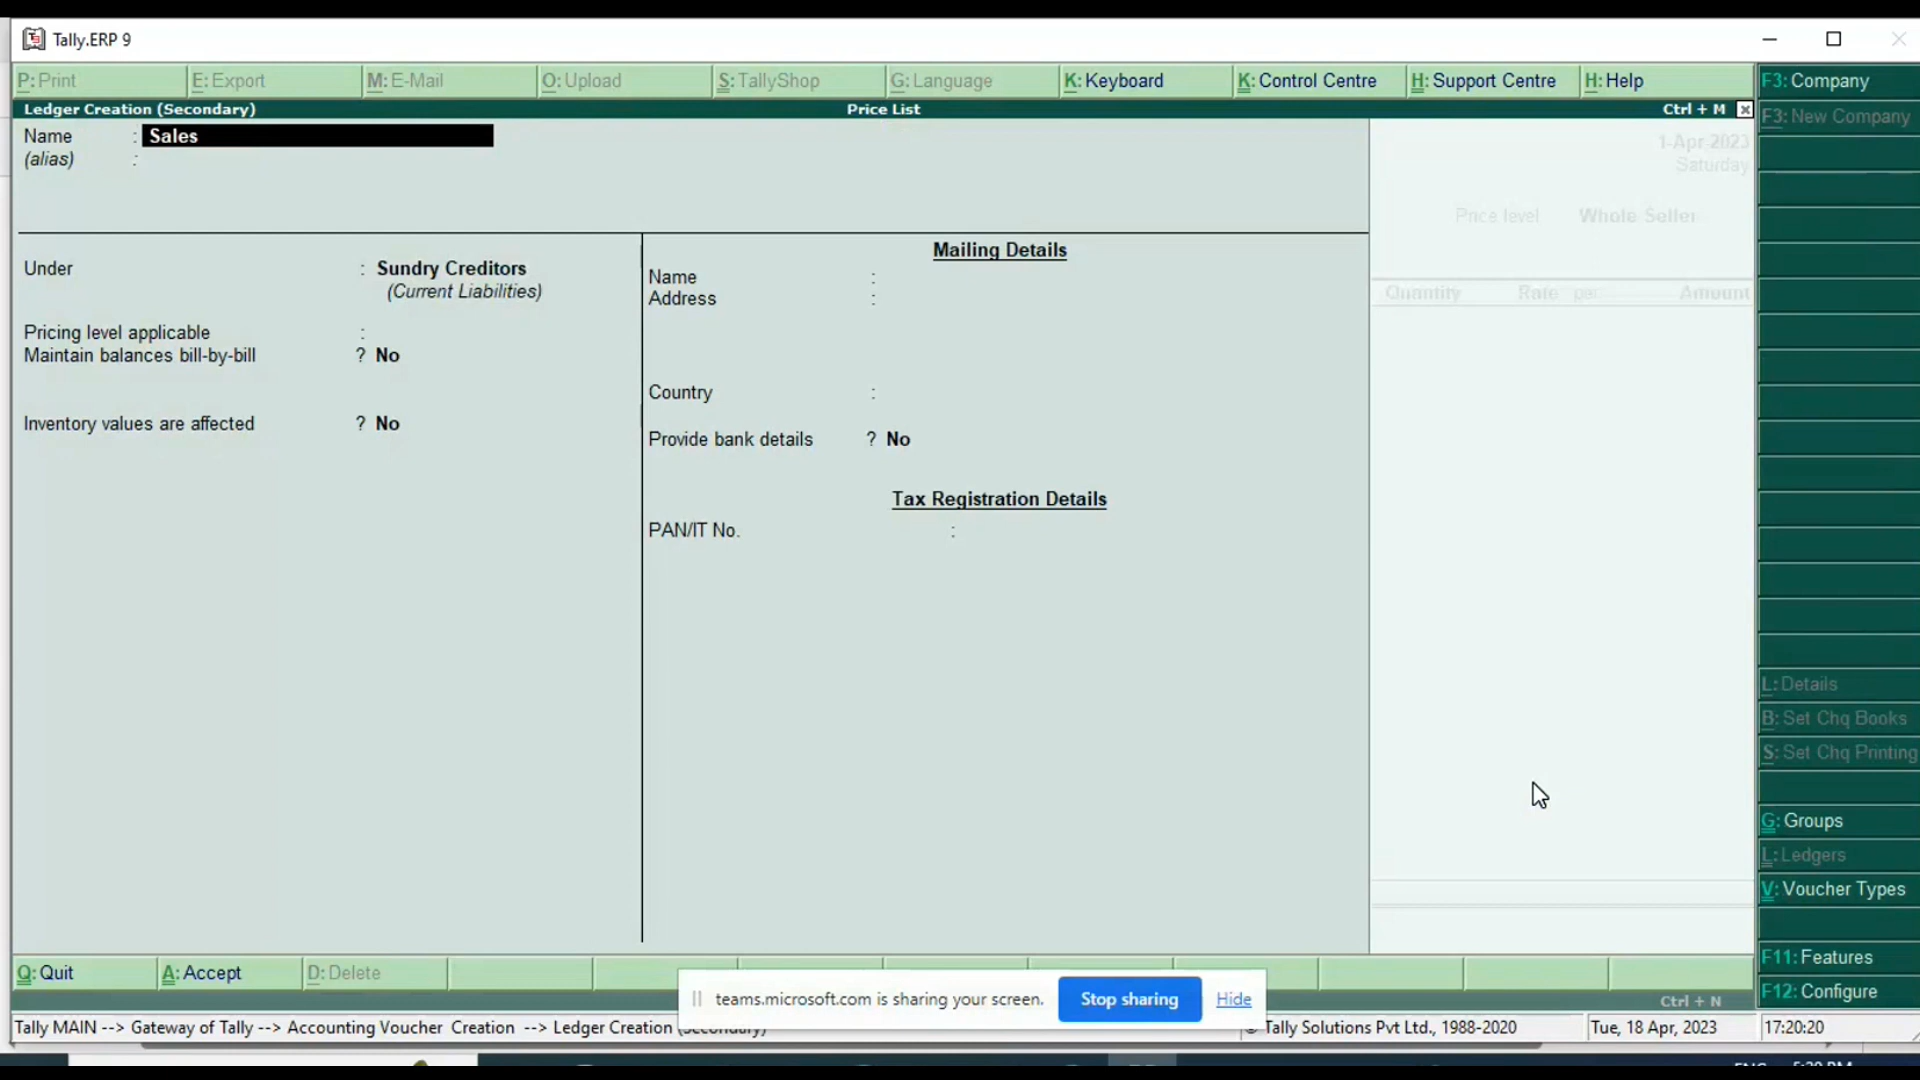 Tally.ERP 9
P: Print E: Export M: E-Mail O: Upload S: TallyShop G: Language K: Keyboard K: Control Centre H: Support Centre H: Help F3: Company
Ledger Creation (Secondary) Price List Ctrl + M
F3: New Company
Name : Sales
(alias) :
1-Apr-2023
Saturday
Price level Whole Seller
Quantity Rate per Amount
Under : Sundry Creditors
(Current Liabilities)
Pricing level applicable :
Maintain balances bill-by-bill ? No
Inventory values are affected ? No
Mailing Details
Name :
Address :
Country :
Provide bank details ? No
Tax Registration Details
PAN/IT No. :
L: Details
B: Set Chq Books
S: Set Chq Printing
G: Groups
L: Ledgers
V: Voucher Types
F11: Features
F12: Configure
Q: Quit A: Accept D: Delete
teams.microsoft.com is sharing your screen. Stop sharing Hide
Ctrl + N
Tally MAIN --> Gateway of Tally --> Accounting Voucher Creation --> Ledger Creation (Secondary) © Tally Solutions Pvt Ltd., 1988-2020 Tue, 18 Apr, 2023 17:20:20